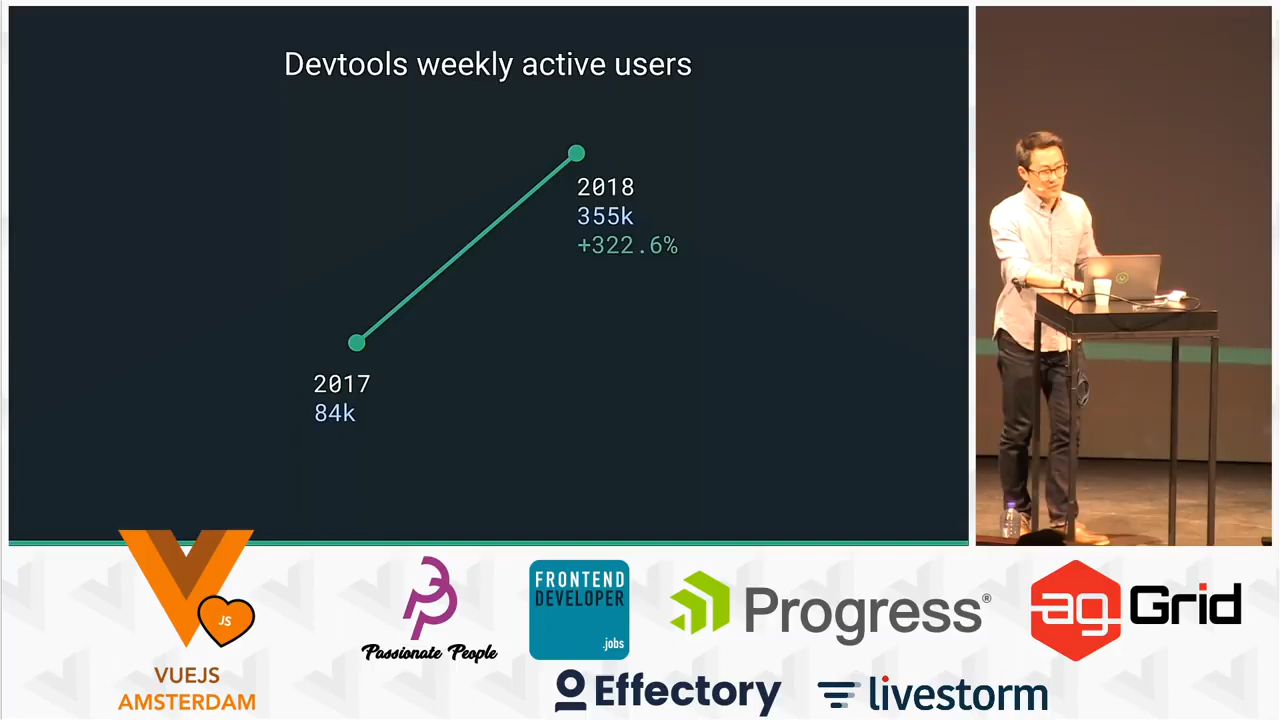 Devtools weekly active users
2018
355k
+322.6%
2017
84k
JS
VUEJS
AMSTERDAM
Passionate People
FRONTEND
DEVELOPER
.jobs
Progress®
ag Grid
Effectory
livestorm